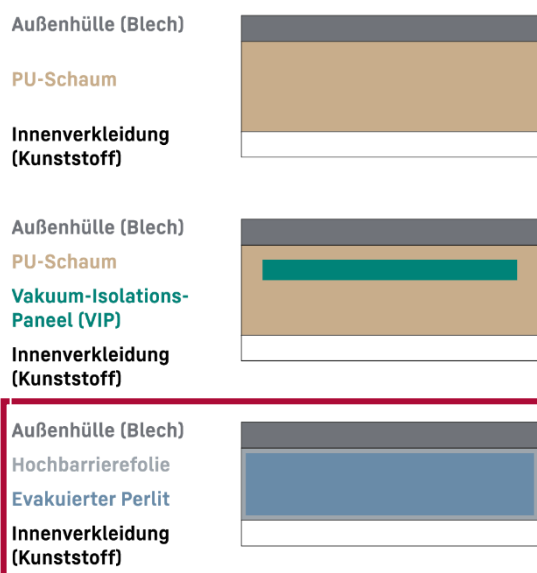 Außenhülle (Blech)
PU-Schaum
Innenverkleidung
(Kunststoff)
Außenhülle (Blech)
PU-Schaum
Vakuum-Isolations-
Paneel (VIP)
Innenverkleidung
(Kunststoff)
Außenhülle (Blech)
Hochbarrierefolie
Evakuierter Perlit
Innenverkleidung
(Kunststoff)